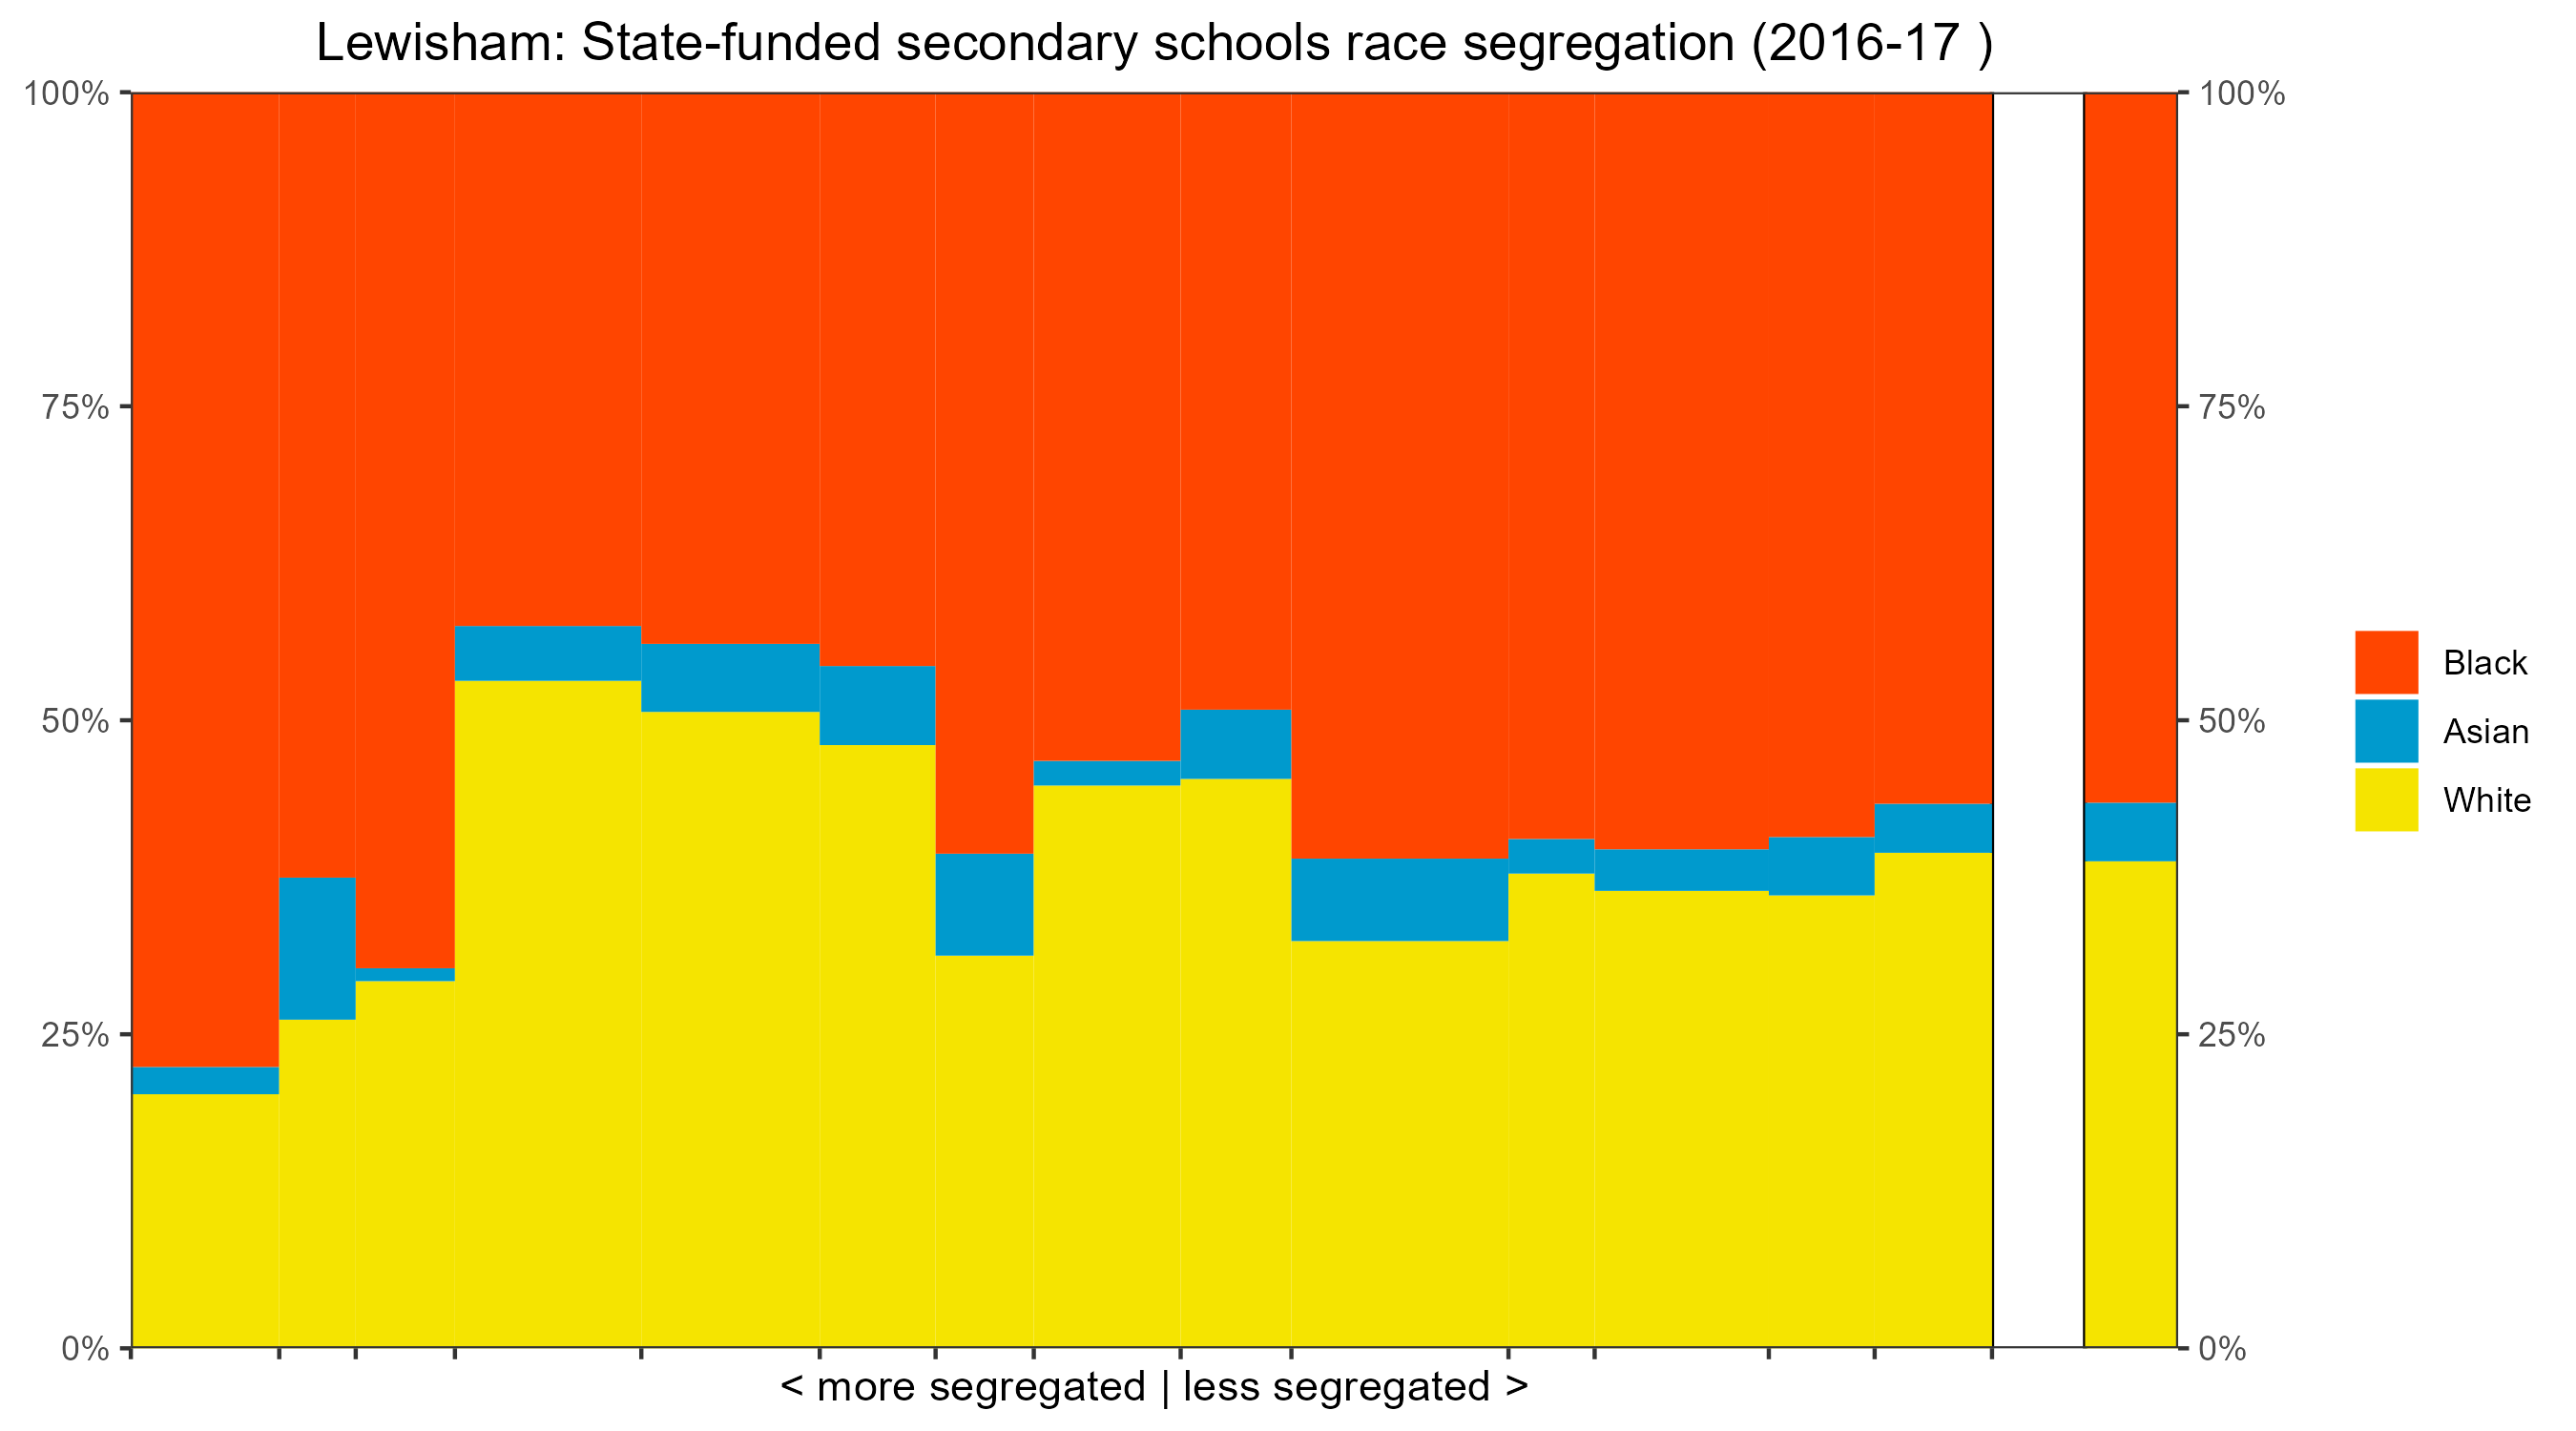 Lewisham: State-funded secondary schools race segregation (2016-17 )
100%
100%
75%
75%
Black
50%
50%
Asian
White
25%
25%
0%
0%
< more segregated | less segregated >